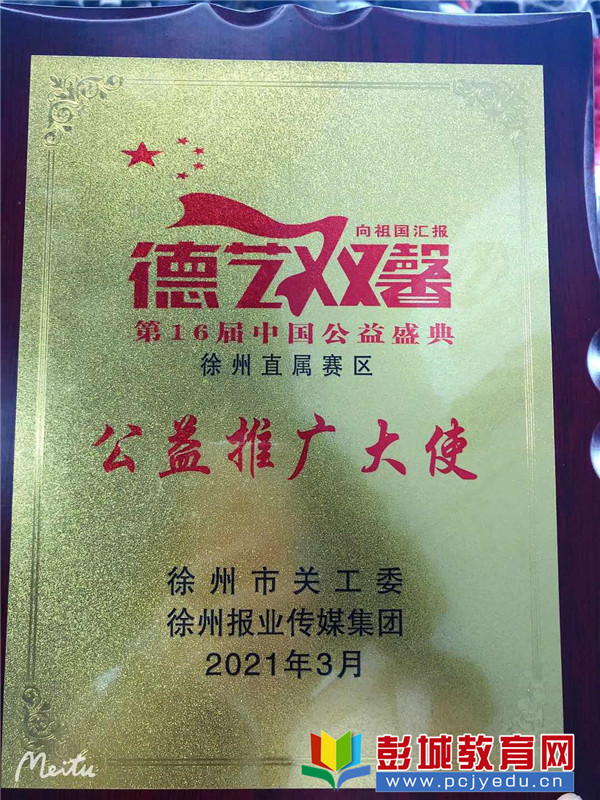 向祖国汇报
德艺双馨
第16届中国公益盛典
徐州直属赛区
公益推广大使
徐州市关工委
徐州报业传媒集团
2021年3月
Meitu
彭城教育网
www.pcjyedu.cn